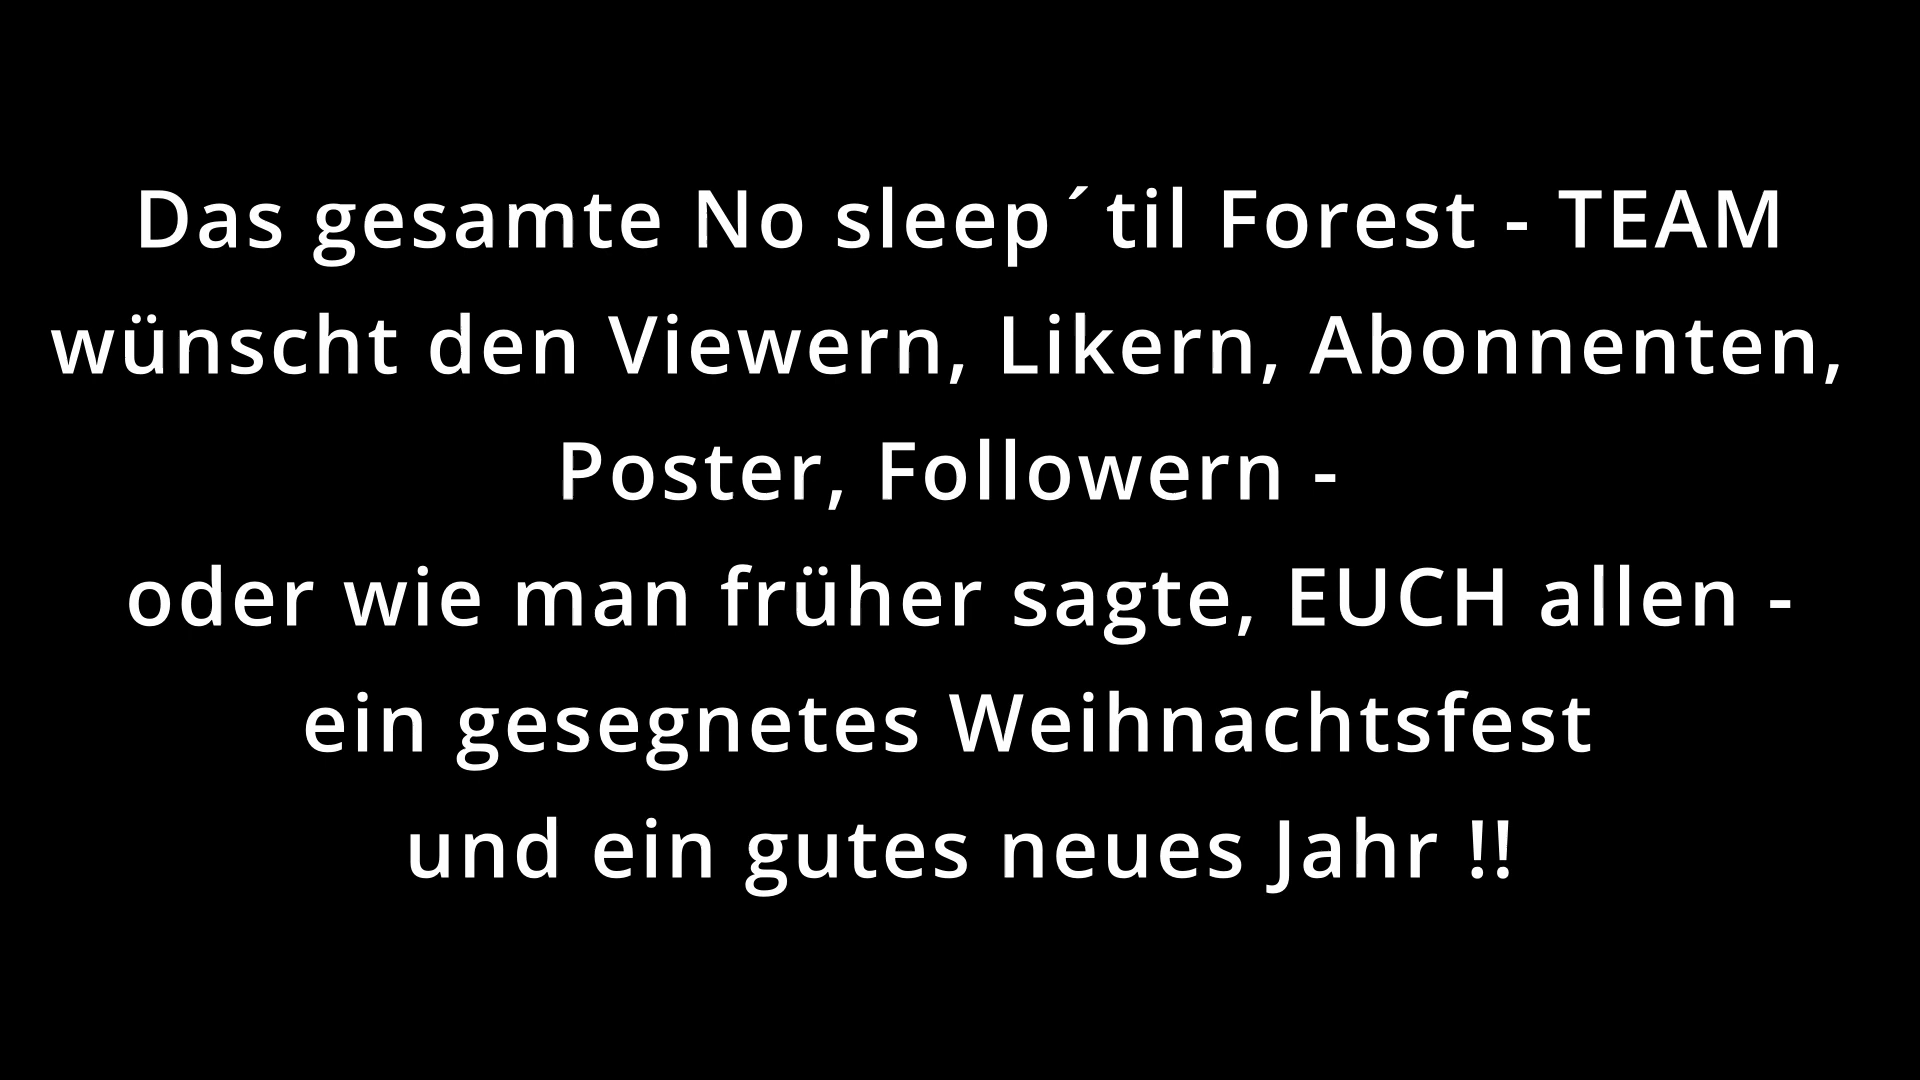 Das gesamte No sleep´til Forest - TEAM
wünscht den Viewern, Likern, Abonnenten,
Poster, Followern -
oder wie man früher sagte, EUCH allen -
ein gesegnetes Weihnachtsfest
und ein gutes neues Jahr !!